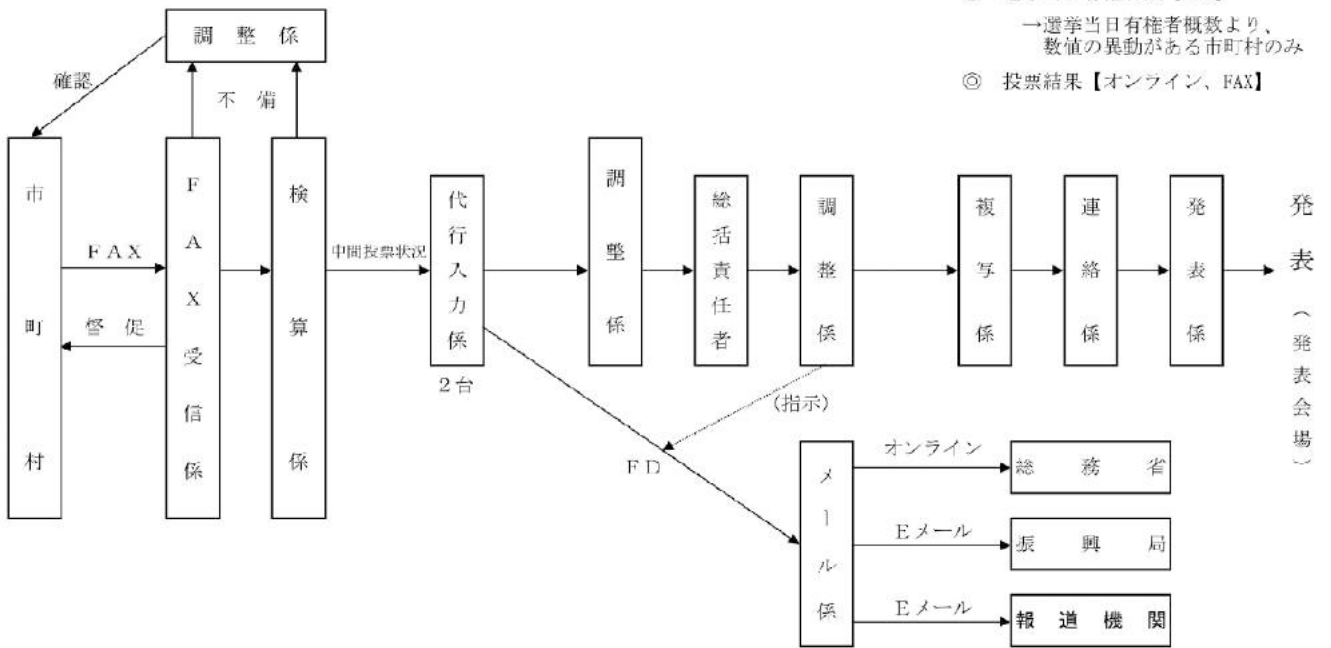 →選挙当日有権者概数より、
数値の異動がある市町村のみ
◎ 投票結果【オンライン、FAX】
調整係
確認
不備
市町村
FAX
督促
FAX受信係
検算係
中間投票状況
代行入力係
2台
調整係
総括責任者
調整係
複写係
連絡係
発表係
発表(発表会場)
(指示)
FD
メール係
オンライン
総務省
Eメール
振興局
Eメール
報道機関